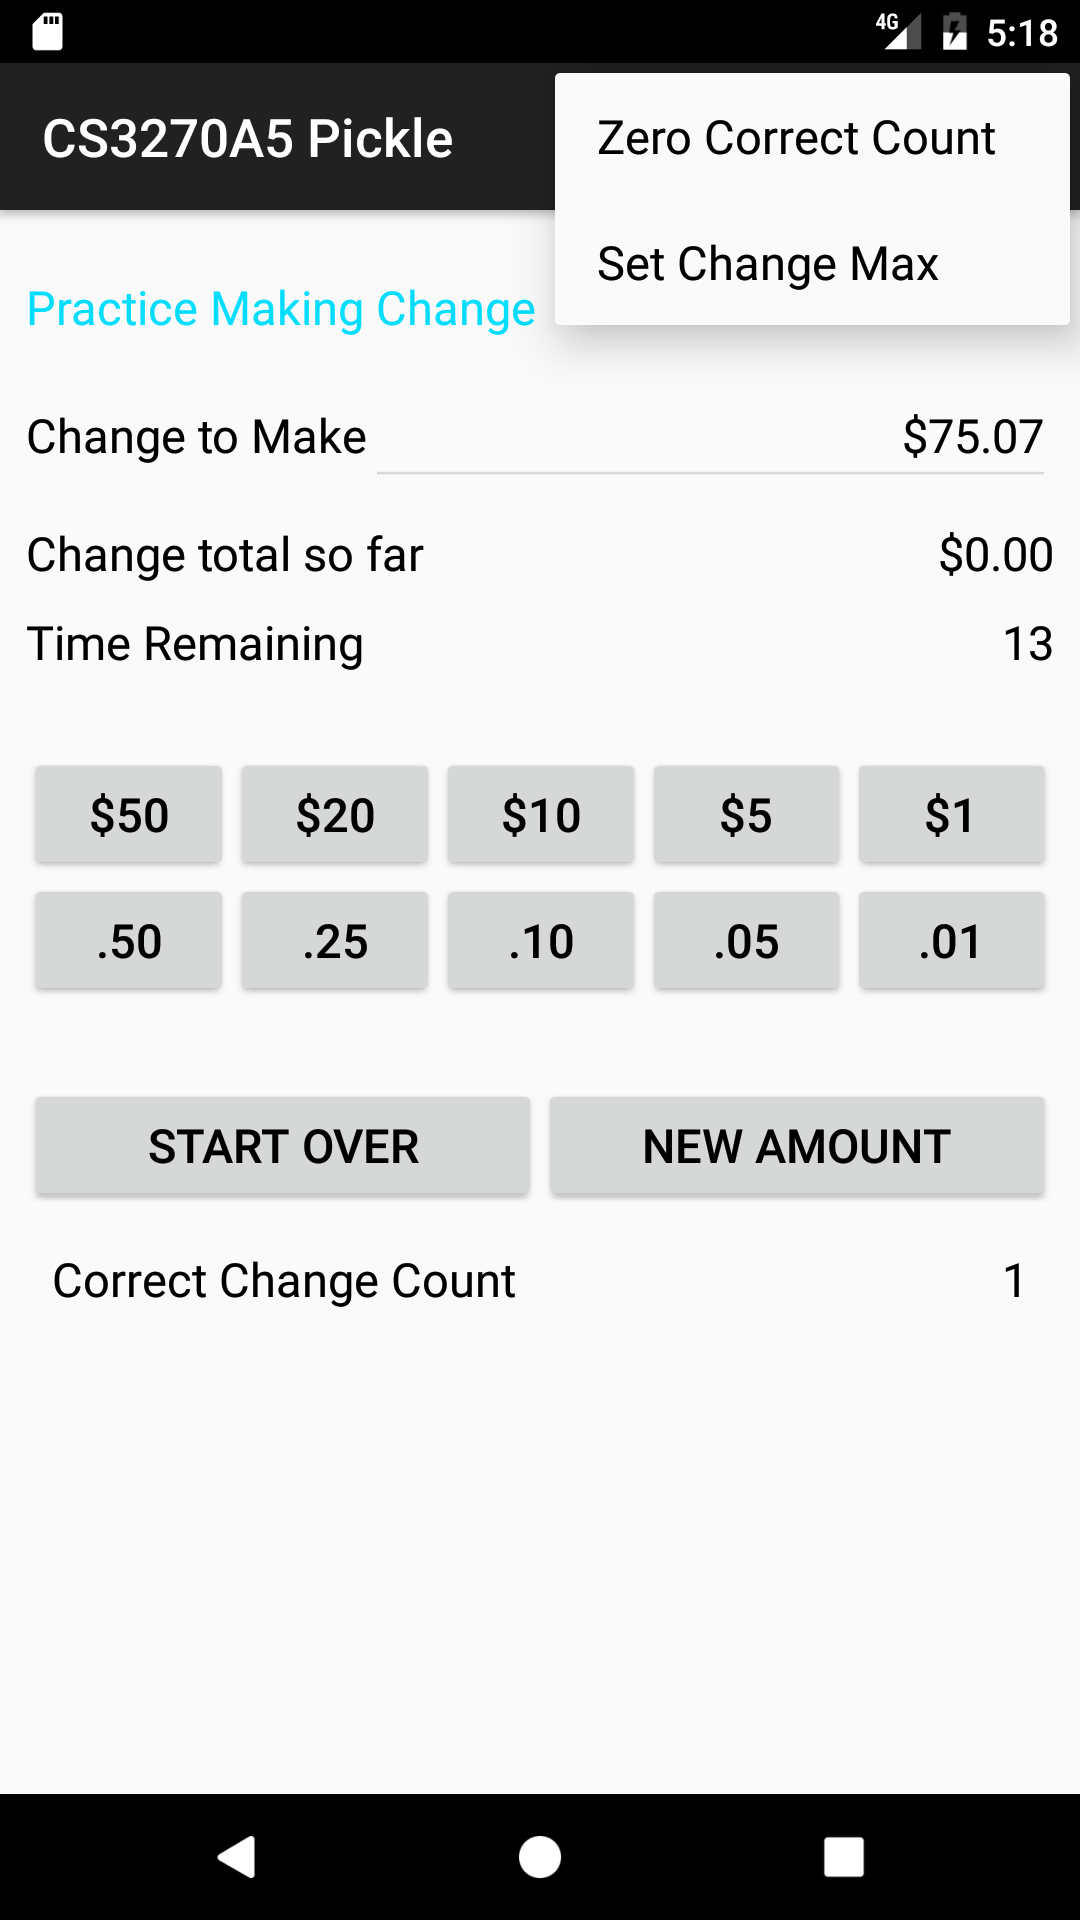 4G 5:18
CS3270A5 Pickle
Zero Correct Count
Set Change Max
Practice Making Change
Change to Make $75.07
Change total so far $0.00
Time Remaining 13
$50 $20 $10 $5 $1
.50 .25 .10 .05 .01
START OVER NEW AMOUNT
Correct Change Count 1